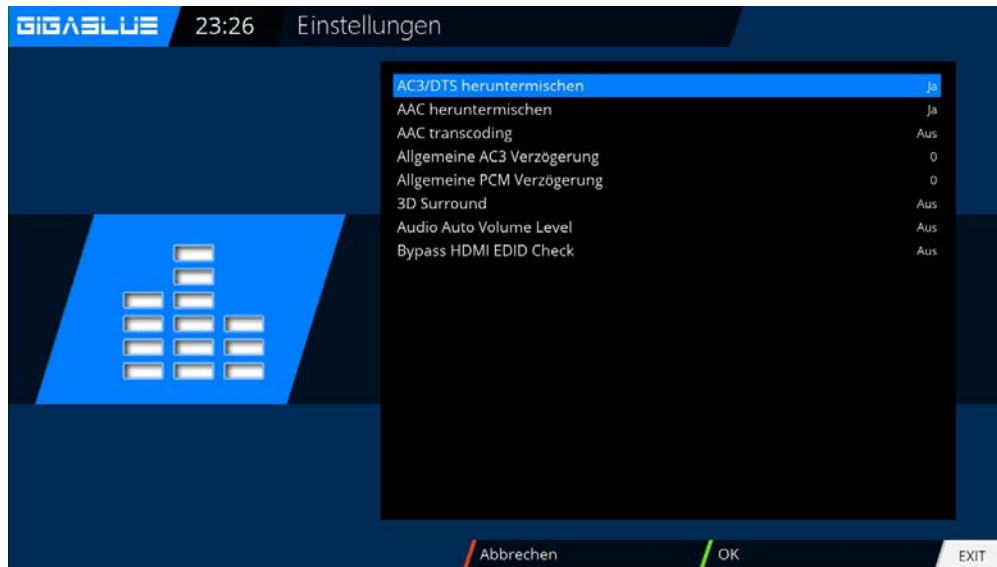 GIGABLUE 23:26 Einstellungen
AC3/DTS heruntermischen Ja
AAC heruntermischen Ja
AAC transcoding Aus
Allgemeine AC3 Verzögerung 0
Allgemeine PCM Verzögerung 0
3D Surround Aus
Audio Auto Volume Level Aus
Bypass HDMI EDID Check Aus
Abbrechen OK EXIT